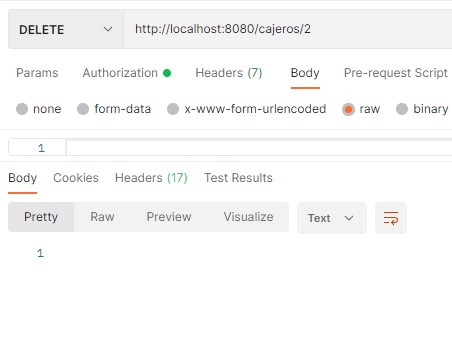 DELETE http://localhost:8080/cajeros/2
Params Authorization Headers (7) Body Pre-request Script
none form-data x-www-form-urlencoded raw binary
1
Body Cookies Headers (17) Test Results
Pretty Raw Preview Visualize Text
1